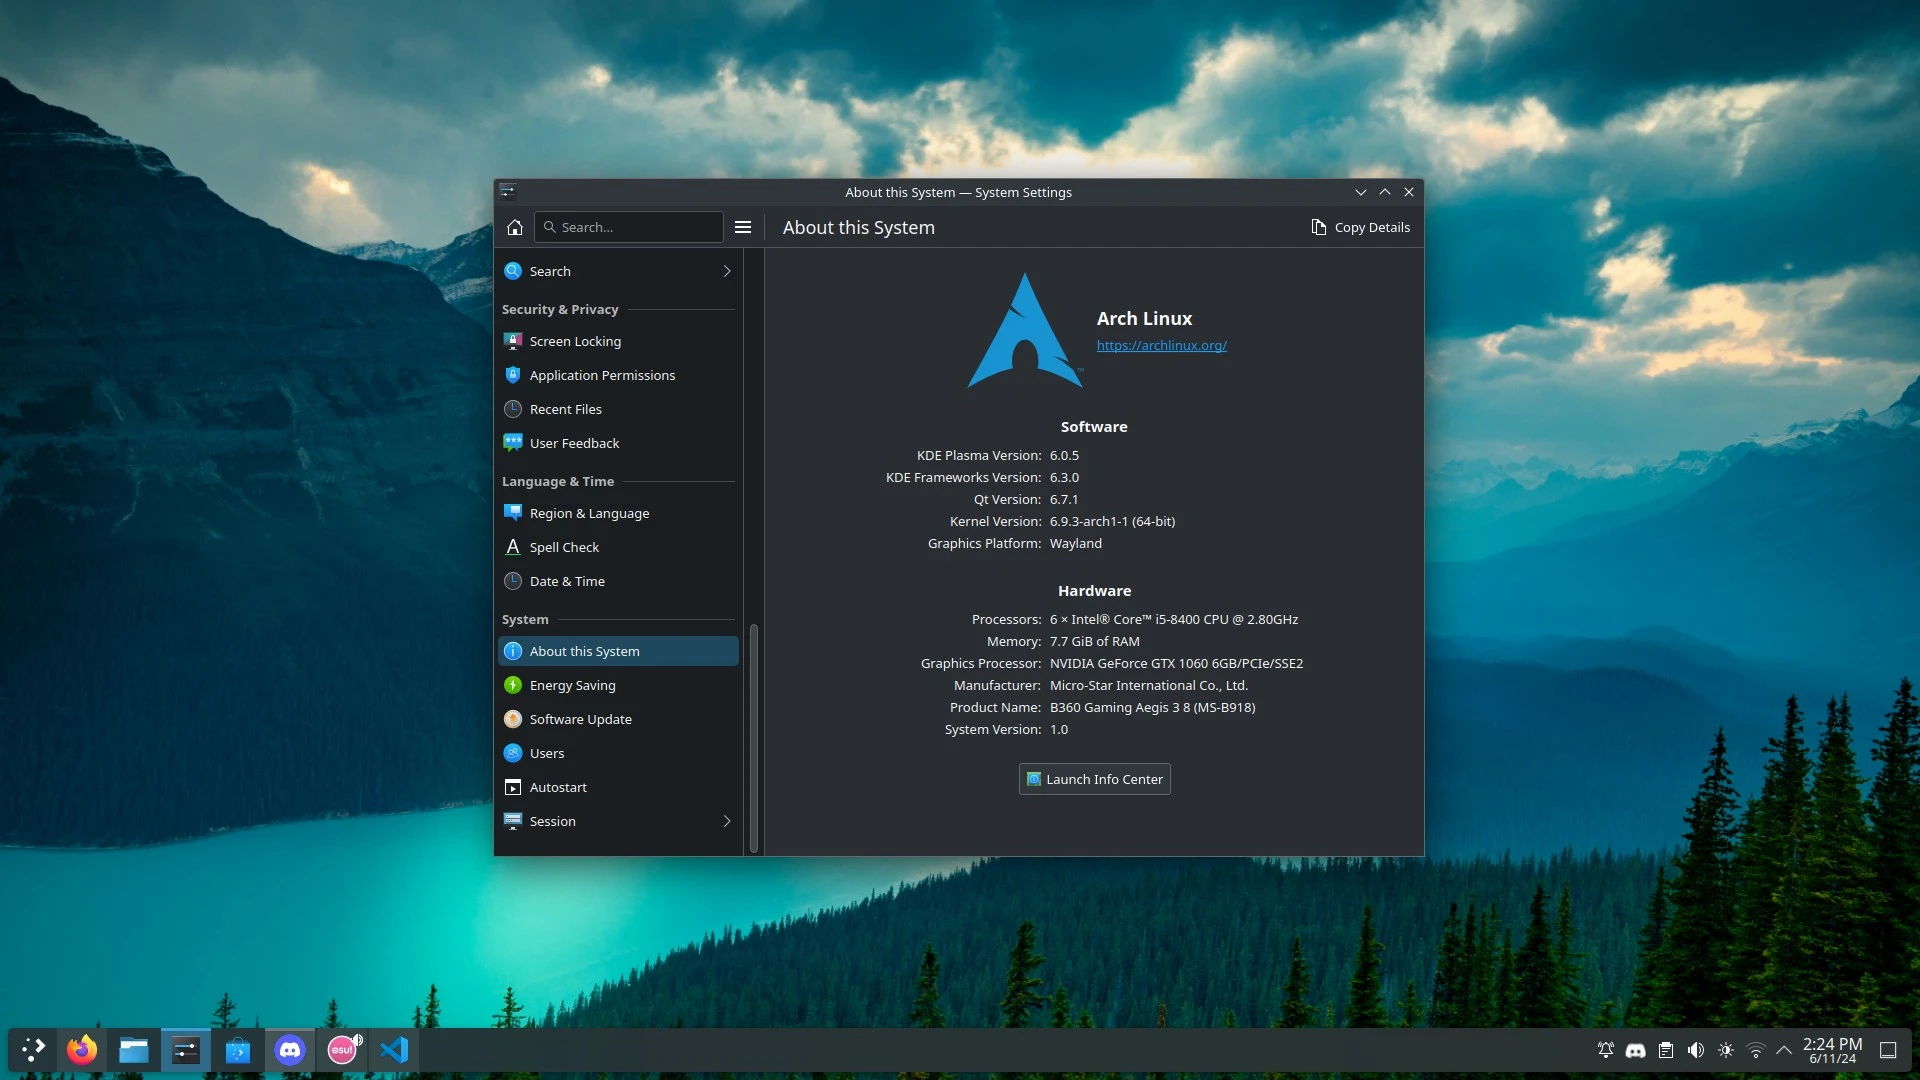 About this System — System Settings
Search...
About this System
Copy Details
Search
Security & Privacy
Screen Locking
Application Permissions
Recent Files
User Feedback
Language & Time
Region & Language
Spell Check
Date & Time
System
About this System
Energy Saving
Software Update
Users
Autostart
Session
Arch Linux
https://archlinux.org/
Software
KDE Plasma Version: 6.0.5
KDE Frameworks Version: 6.3.0
Qt Version: 6.7.1
Kernel Version: 6.9.3-arch1-1 (64-bit)
Graphics Platform: Wayland
Hardware
Processors: 6 × Intel® Core™ i5-8400 CPU @ 2.80GHz
Memory: 7.7 GiB of RAM
Graphics Processor: NVIDIA GeForce GTX 1060 6GB/PCIe/SSE2
Manufacturer: Micro-Star International Co., Ltd.
Product Name: B360 Gaming Aegis 3 8 (MS-B918)
System Version: 1.0
Launch Info Center
osu!
2:24 PM
6/11/24